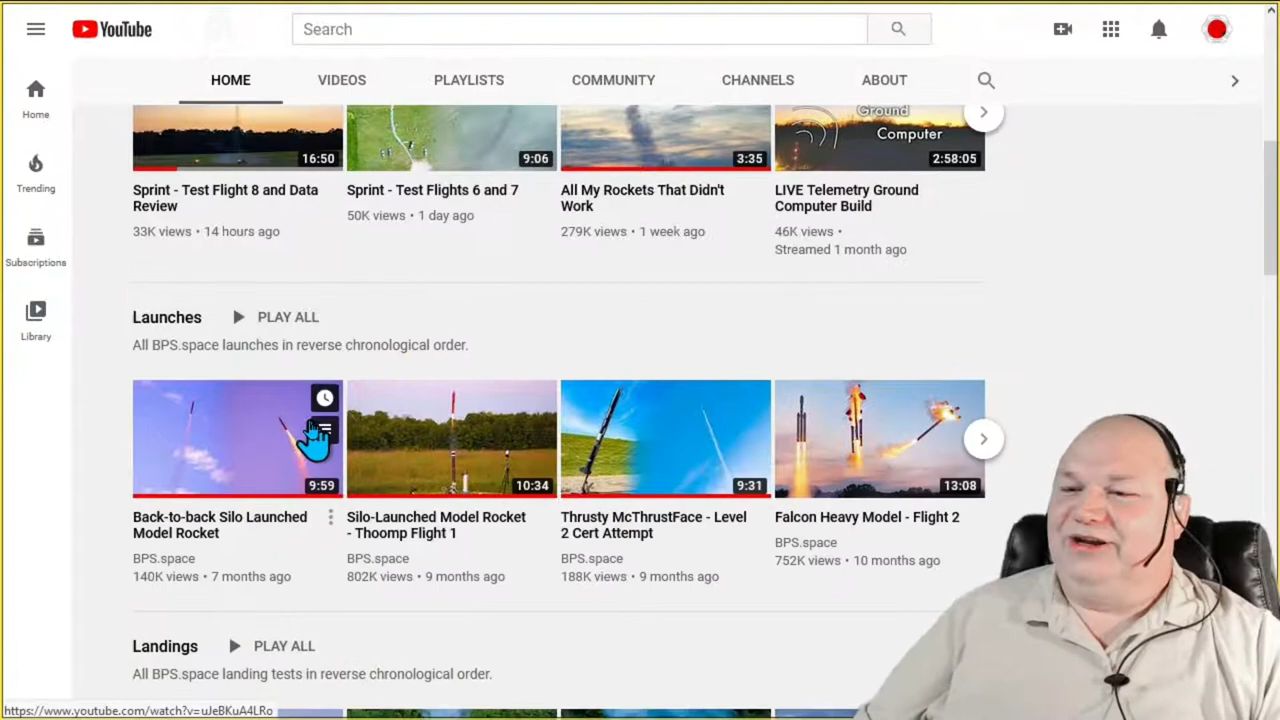 YouTube
Search
HOME VIDEOS PLAYLISTS COMMUNITY CHANNELS ABOUT
Home
Trending
Subscriptions
Library
16:50
9:06
3:35
Ground
Computer
2:58:05
Sprint - Test Flight 8 and Data
Review
33K views • 14 hours ago
Sprint - Test Flights 6 and 7
50K views • 1 day ago
All My Rockets That Didn't
Work
279K views • 1 week ago
LIVE Telemetry Ground
Computer Build
46K views •
Streamed 1 month ago
Launches PLAY ALL
All BPS.space launches in reverse chronological order.
9:59
10:34
9:31
13:08
Back-to-back Silo Launched
Model Rocket
BPS.space
140K views • 7 months ago
Silo-Launched Model Rocket
- Thoomp Flight 1
BPS.space
802K views • 9 months ago
Thrusty McThrustFace - Level
2 Cert Attempt
BPS.space
188K views • 9 months ago
Falcon Heavy Model - Flight 2
BPS.space
752K views • 10 months ago
Landings PLAY ALL
All BPS.space landing tests in reverse chronological order.
https://www.youtube.com/watch?v=uJeBKuA4LRo